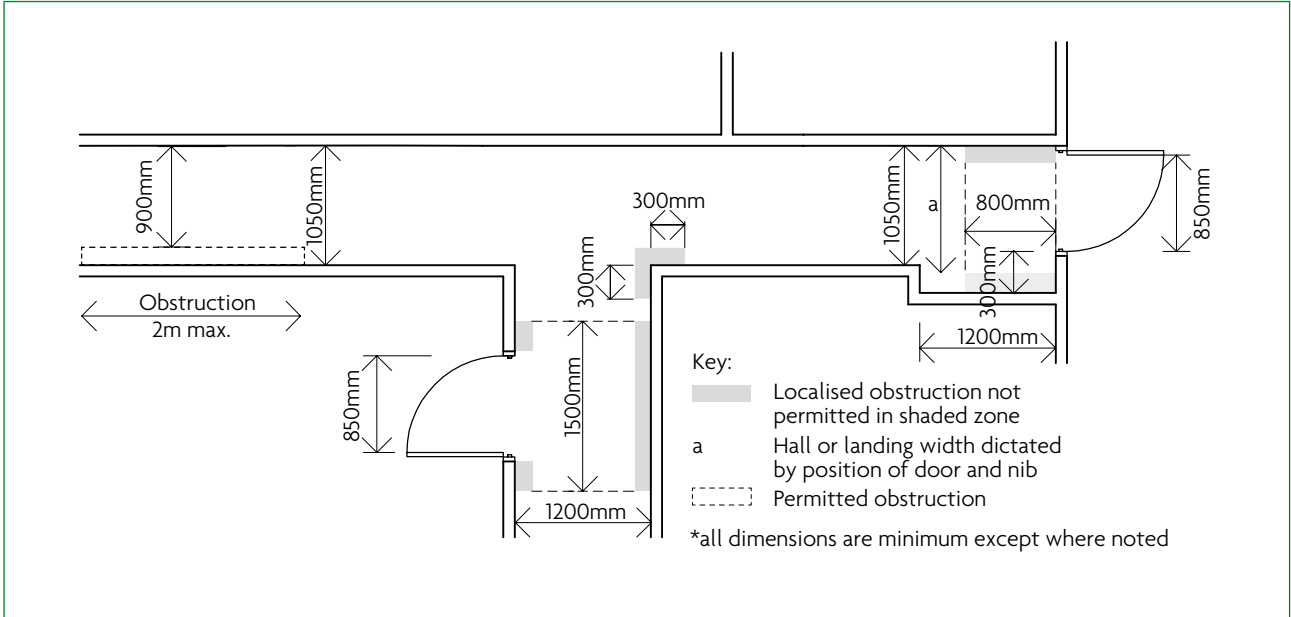 900mm
1050mm
300mm
300mm
1050mm
a
800mm
300mm
850mm
Obstruction
2m max.
850mm
1500mm
1200mm
1200mm
Key:
Localised obstruction not
permitted in shaded zone
a
Hall or landing width dictated
by position of door and nib
Permitted obstruction
*all dimensions are minimum except where noted